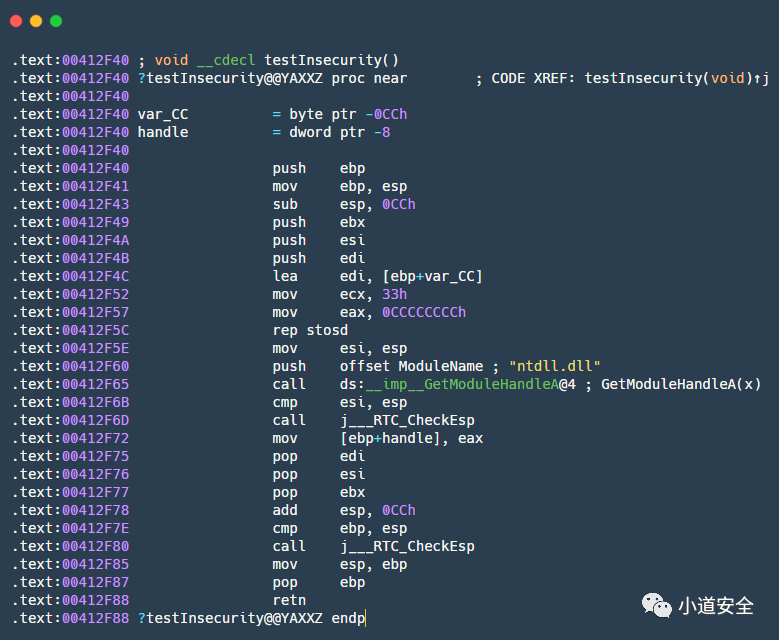 .text:00412F40 ; void __cdecl testInsecurity()
.text:00412F40 ?testInsecurity@@YAXXZ proc near        ; CODE XREF: testInsecurity(void)↑j
.text:00412F40
.text:00412F40 var_CC          = byte ptr -0CCh
.text:00412F40 handle          = dword ptr -8
.text:00412F40
.text:00412F40                 push    ebp
.text:00412F41                 mov     ebp, esp
.text:00412F43                 sub     esp, 0CCh
.text:00412F49                 push    ebx
.text:00412F4A                 push    esi
.text:00412F4B                 push    edi
.text:00412F4C                 lea     edi, [ebp+var_CC]
.text:00412F52                 mov     ecx, 33h
.text:00412F57                 mov     eax, 0CCCCCCCCh
.text:00412F5C                 rep stosd
.text:00412F5E                 mov     esi, esp
.text:00412F60                 push    offset ModuleName ; "ntdll.dll"
.text:00412F65                 call    ds:__imp__GetModuleHandleA@4 ; GetModuleHandleA(x)
.text:00412F6B                 cmp     esi, esp
.text:00412F6D                 call    j___RTC_CheckEsp
.text:00412F72                 mov     [ebp+handle], eax
.text:00412F75                 pop     edi
.text:00412F76                 pop     esi
.text:00412F77                 pop     ebx
.text:00412F78                 add     esp, 0CCh
.text:00412F7E                 cmp     ebp, esp
.text:00412F80                 call    j___RTC_CheckEsp
.text:00412F85                 mov     esp, ebp
.text:00412F87                 pop     ebp
.text:00412F88                 retn
.text:00412F88 ?testInsecurity@@YAXXZ endp
小道安全